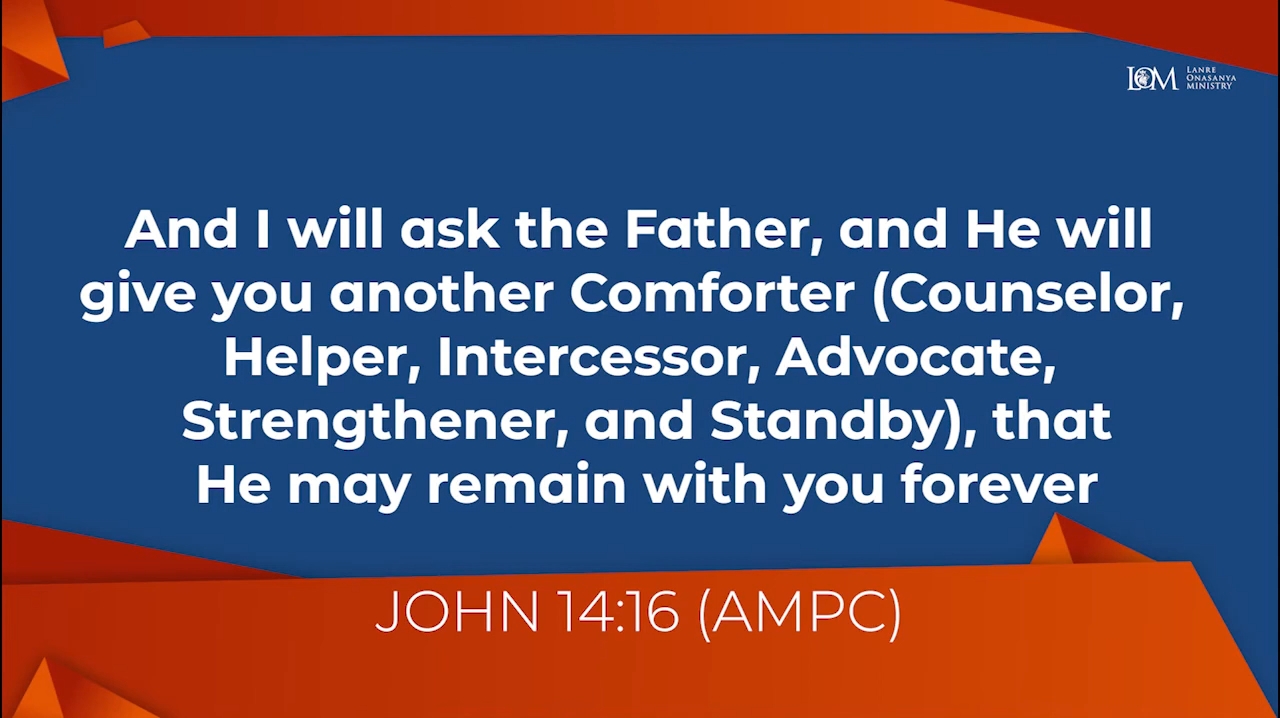 LOM
LANRE
ONASANYA
MINISTRY
And I will ask the Father, and He will
give you another Comforter (Counselor,
Helper, Intercessor, Advocate,
Strengthener, and Standby), that
He may remain with you forever
JOHN 14:16 (AMPC)